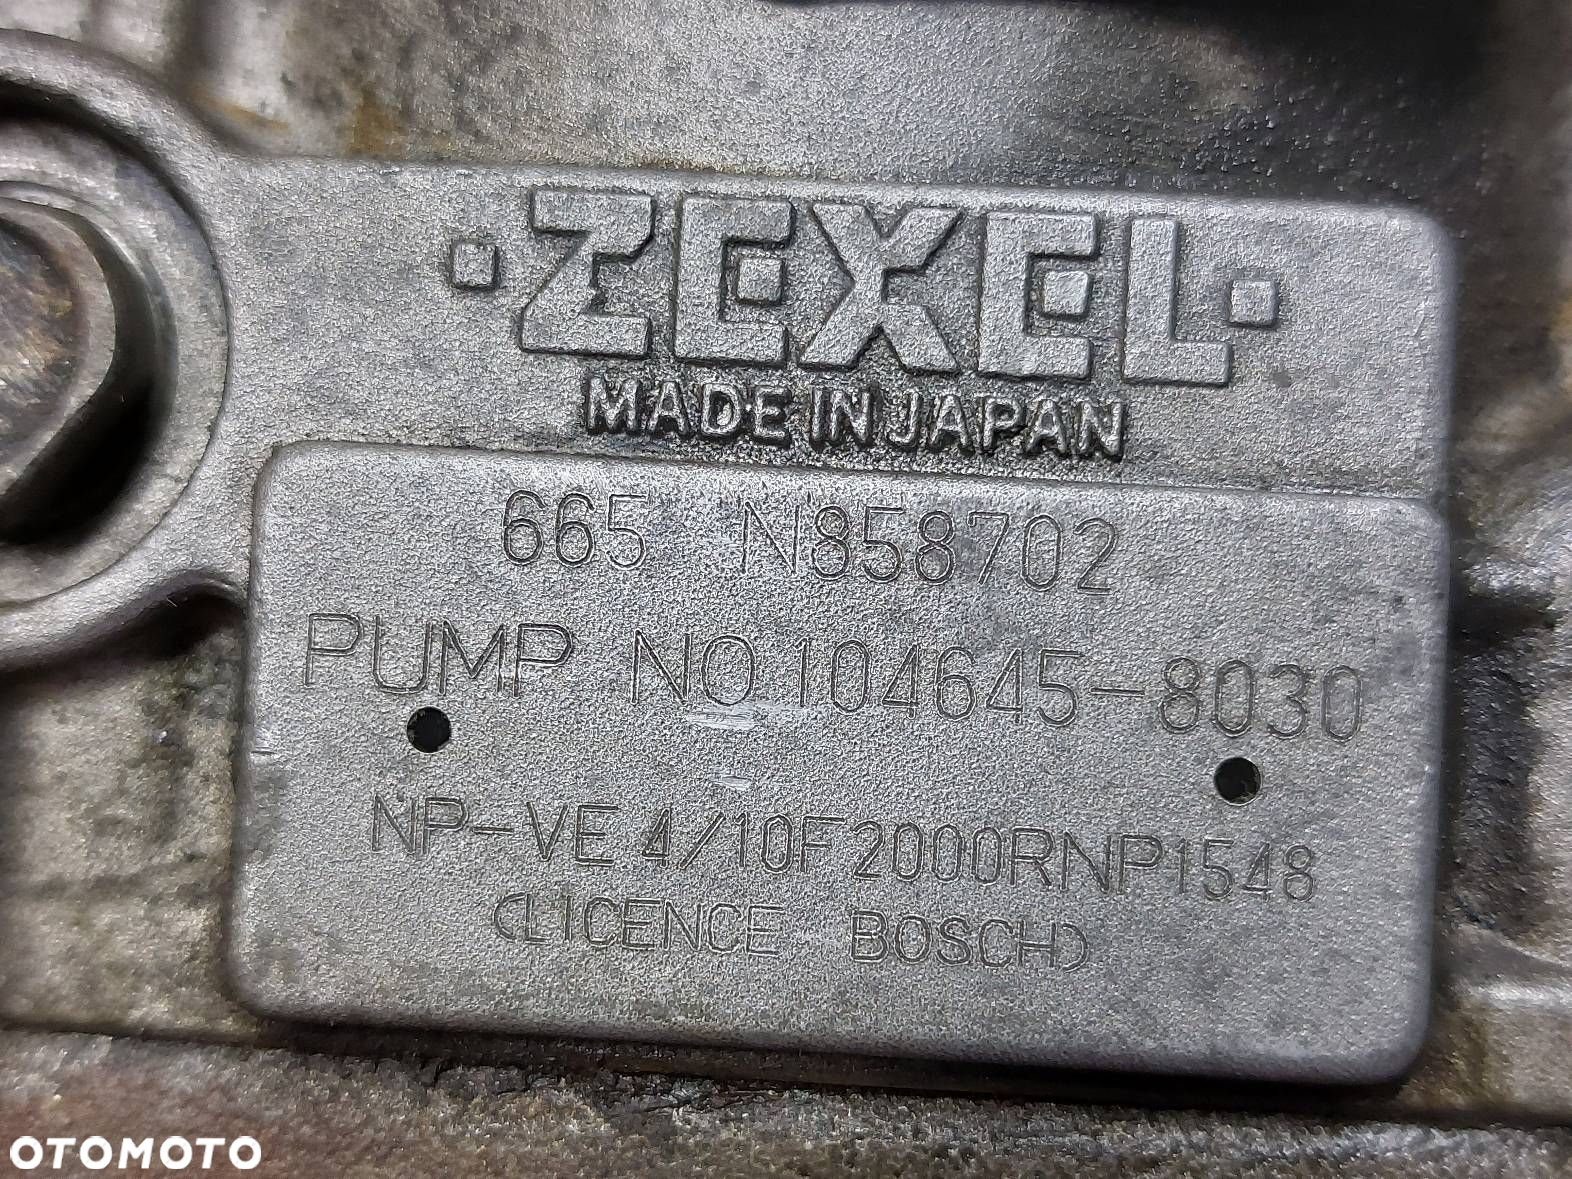 ZEXEL
MADE IN JAPAN
665 N858702
PUMP NO.104645-8030
NP-VE4/10F2000RNP1548
(LICENCE BOSCH)
OTOMOTO